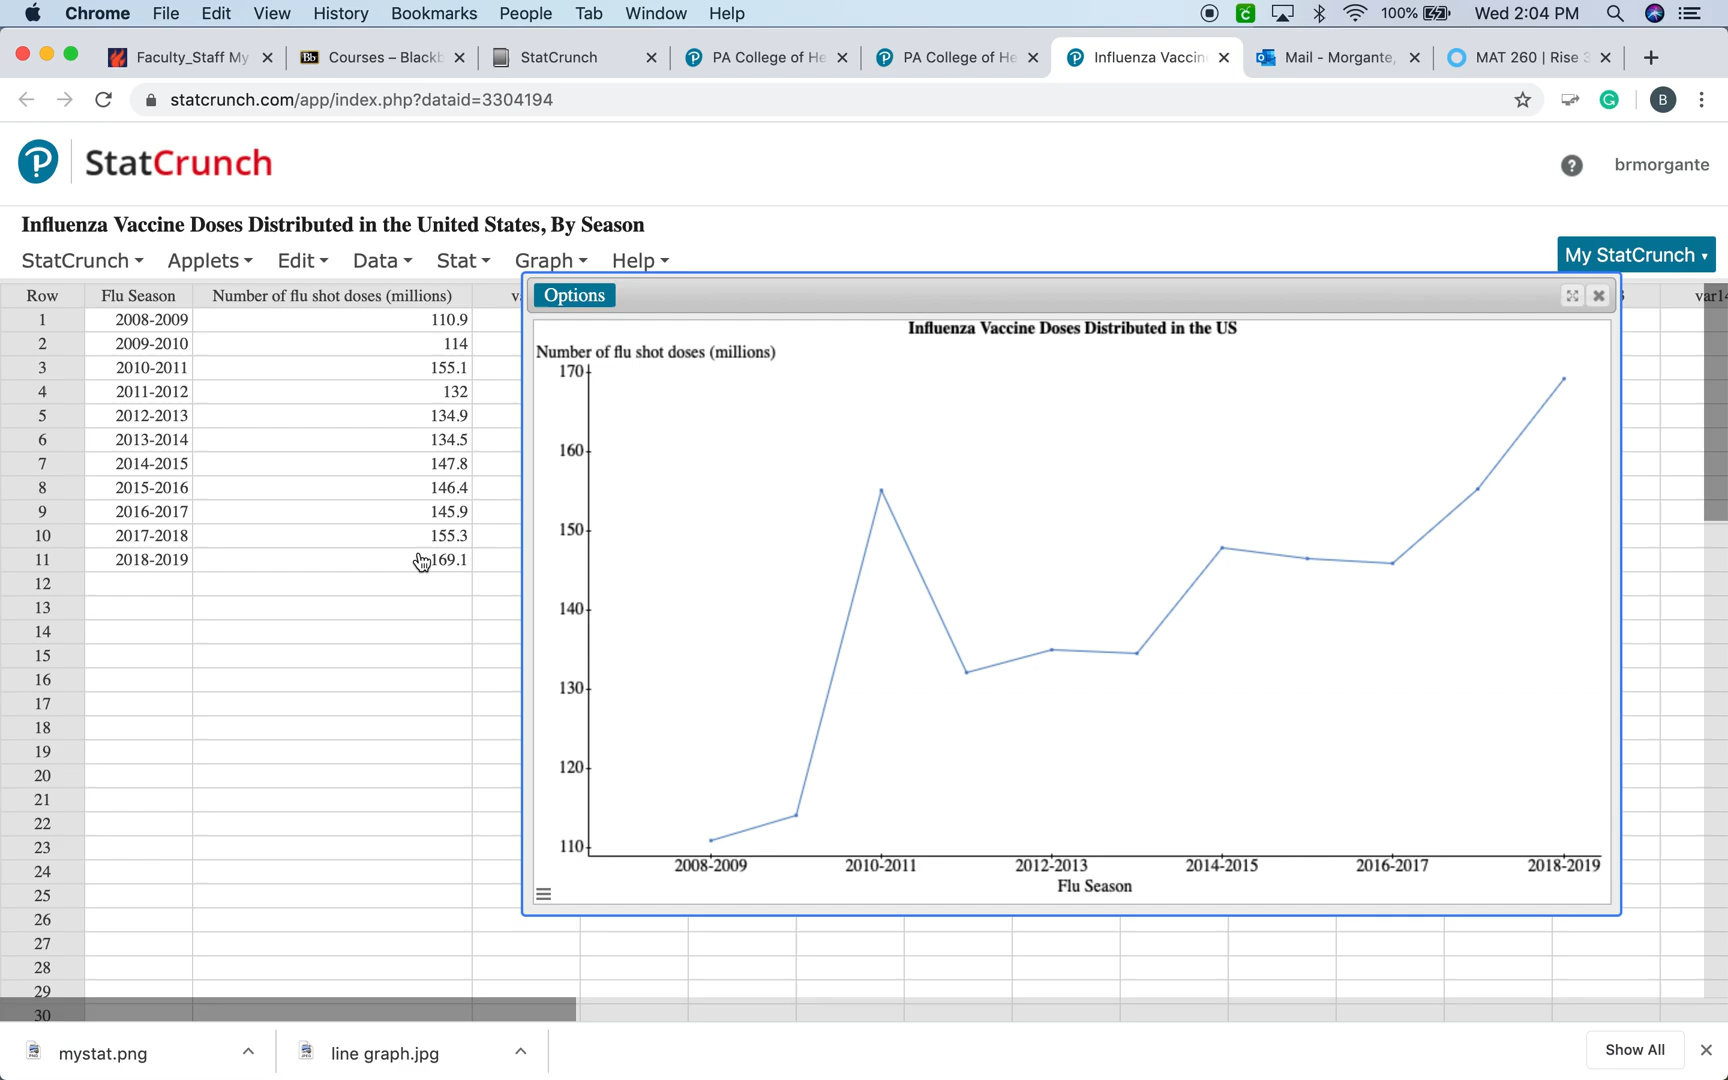 Chrome File Edit View History Bookmarks People Tab Window Help 100% Wed 2:04 PM
Faculty_Staff My Courses – Blackb StatCrunch PA College of He PA College of He Influenza Vaccin Mail - Morgante, MAT 260 | Rise 3
statcrunch.com/app/index.php?dataid=3304194 B
StatCrunch brmorgante
Influenza Vaccine Doses Distributed in the United States, By Season
StatCrunch Applets Edit Data Stat Graph Help My StatCrunch
Row Flu Season Number of flu shot doses (millions) var14
1 2008-2009 110.9
2 2009-2010 114
3 2010-2011 155.1
4 2011-2012 132
5 2012-2013 134.9
6 2013-2014 134.5
7 2014-2015 147.8
8 2015-2016 146.4
9 2016-2017 145.9
10 2017-2018 155.3
11 2018-2019 169.1
12
13
14
15
16
17
18
19
20
21
22
23
24
25
26
27
28
29
30
Options
Influenza Vaccine Doses Distributed in the US
Number of flu shot doses (millions)
170
160
150
140
130
120
110
2008-2009 2010-2011 2012-2013 2014-2015 2016-2017 2018-2019
Flu Season
mystat.png line graph.jpg Show All